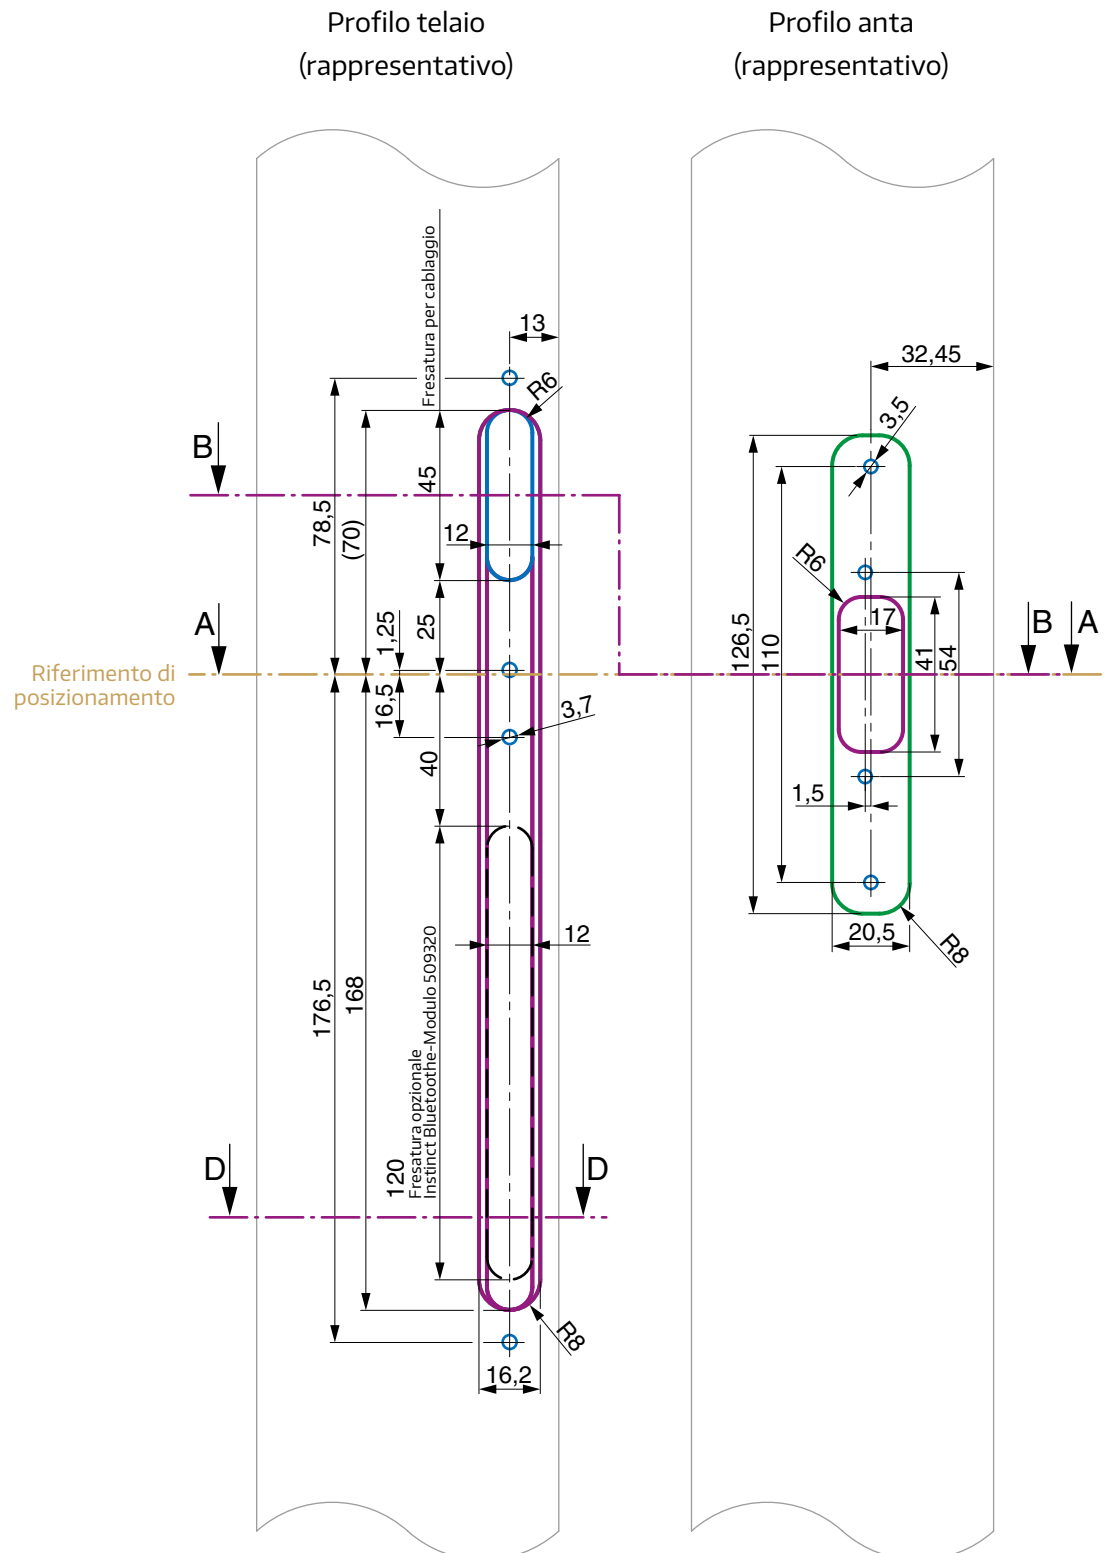 Profilo telaio
(rappresentativo)
Profilo anta
(rappresentativo)
Fresatura per cablaggio
13
32,45
R6
3,5
B
78,5
(70)
45
12
R6
126,5
110
17
41
54
A
1,25
25
B
A
Riferimento di
posizionamento
16,5
3,7
40
1,5
12
20,5
R8
176,5
168
120
Fresatura opzionale
Instinct Bluetoothe-Modulo 509320
D
D
R8
16,2